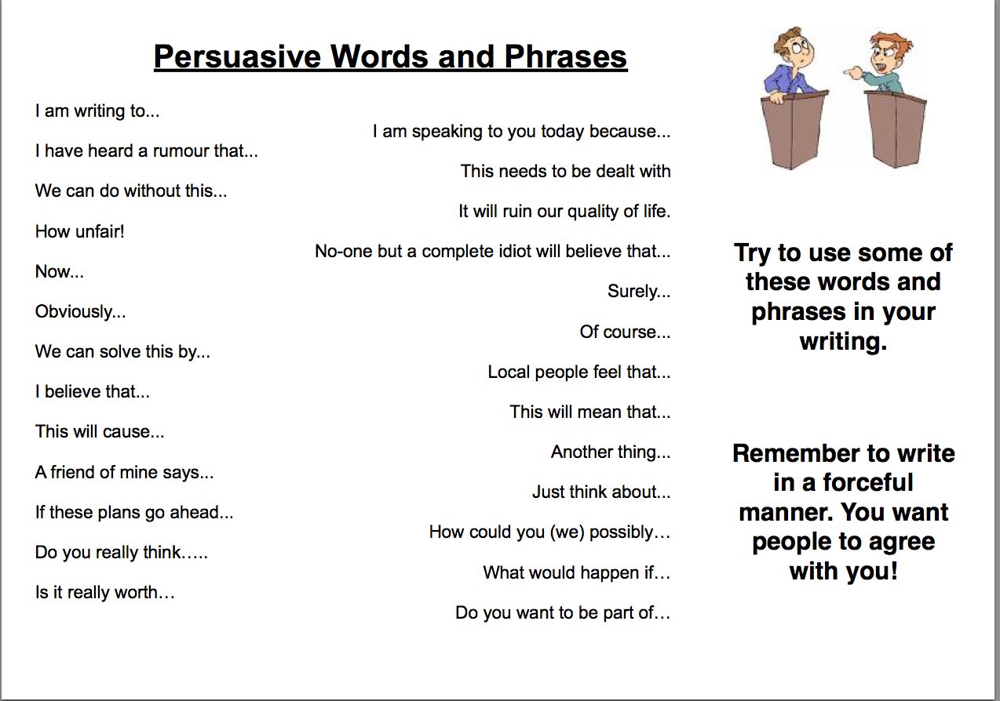 Persuasive Words and Phrases
I am writing to...
I have heard a rumour that...
We can do without this...
How unfair!
Now...
Obviously...
We can solve this by...
I believe that...
This will cause...
A friend of mine says...
If these plans go ahead...
Do you really think…..
Is it really worth…
I am speaking to you today because...
This needs to be dealt with
It will ruin our quality of life.
No-one but a complete idiot will believe that...
Surely...
Of course...
Local people feel that...
This will mean that...
Another thing...
Just think about...
How could you (we) possibly…
What would happen if…
Do you want to be part of…
Try to use some of
these words and
phrases in your
writing.
Remember to write
in a forceful
manner. You want
people to agree
with you!